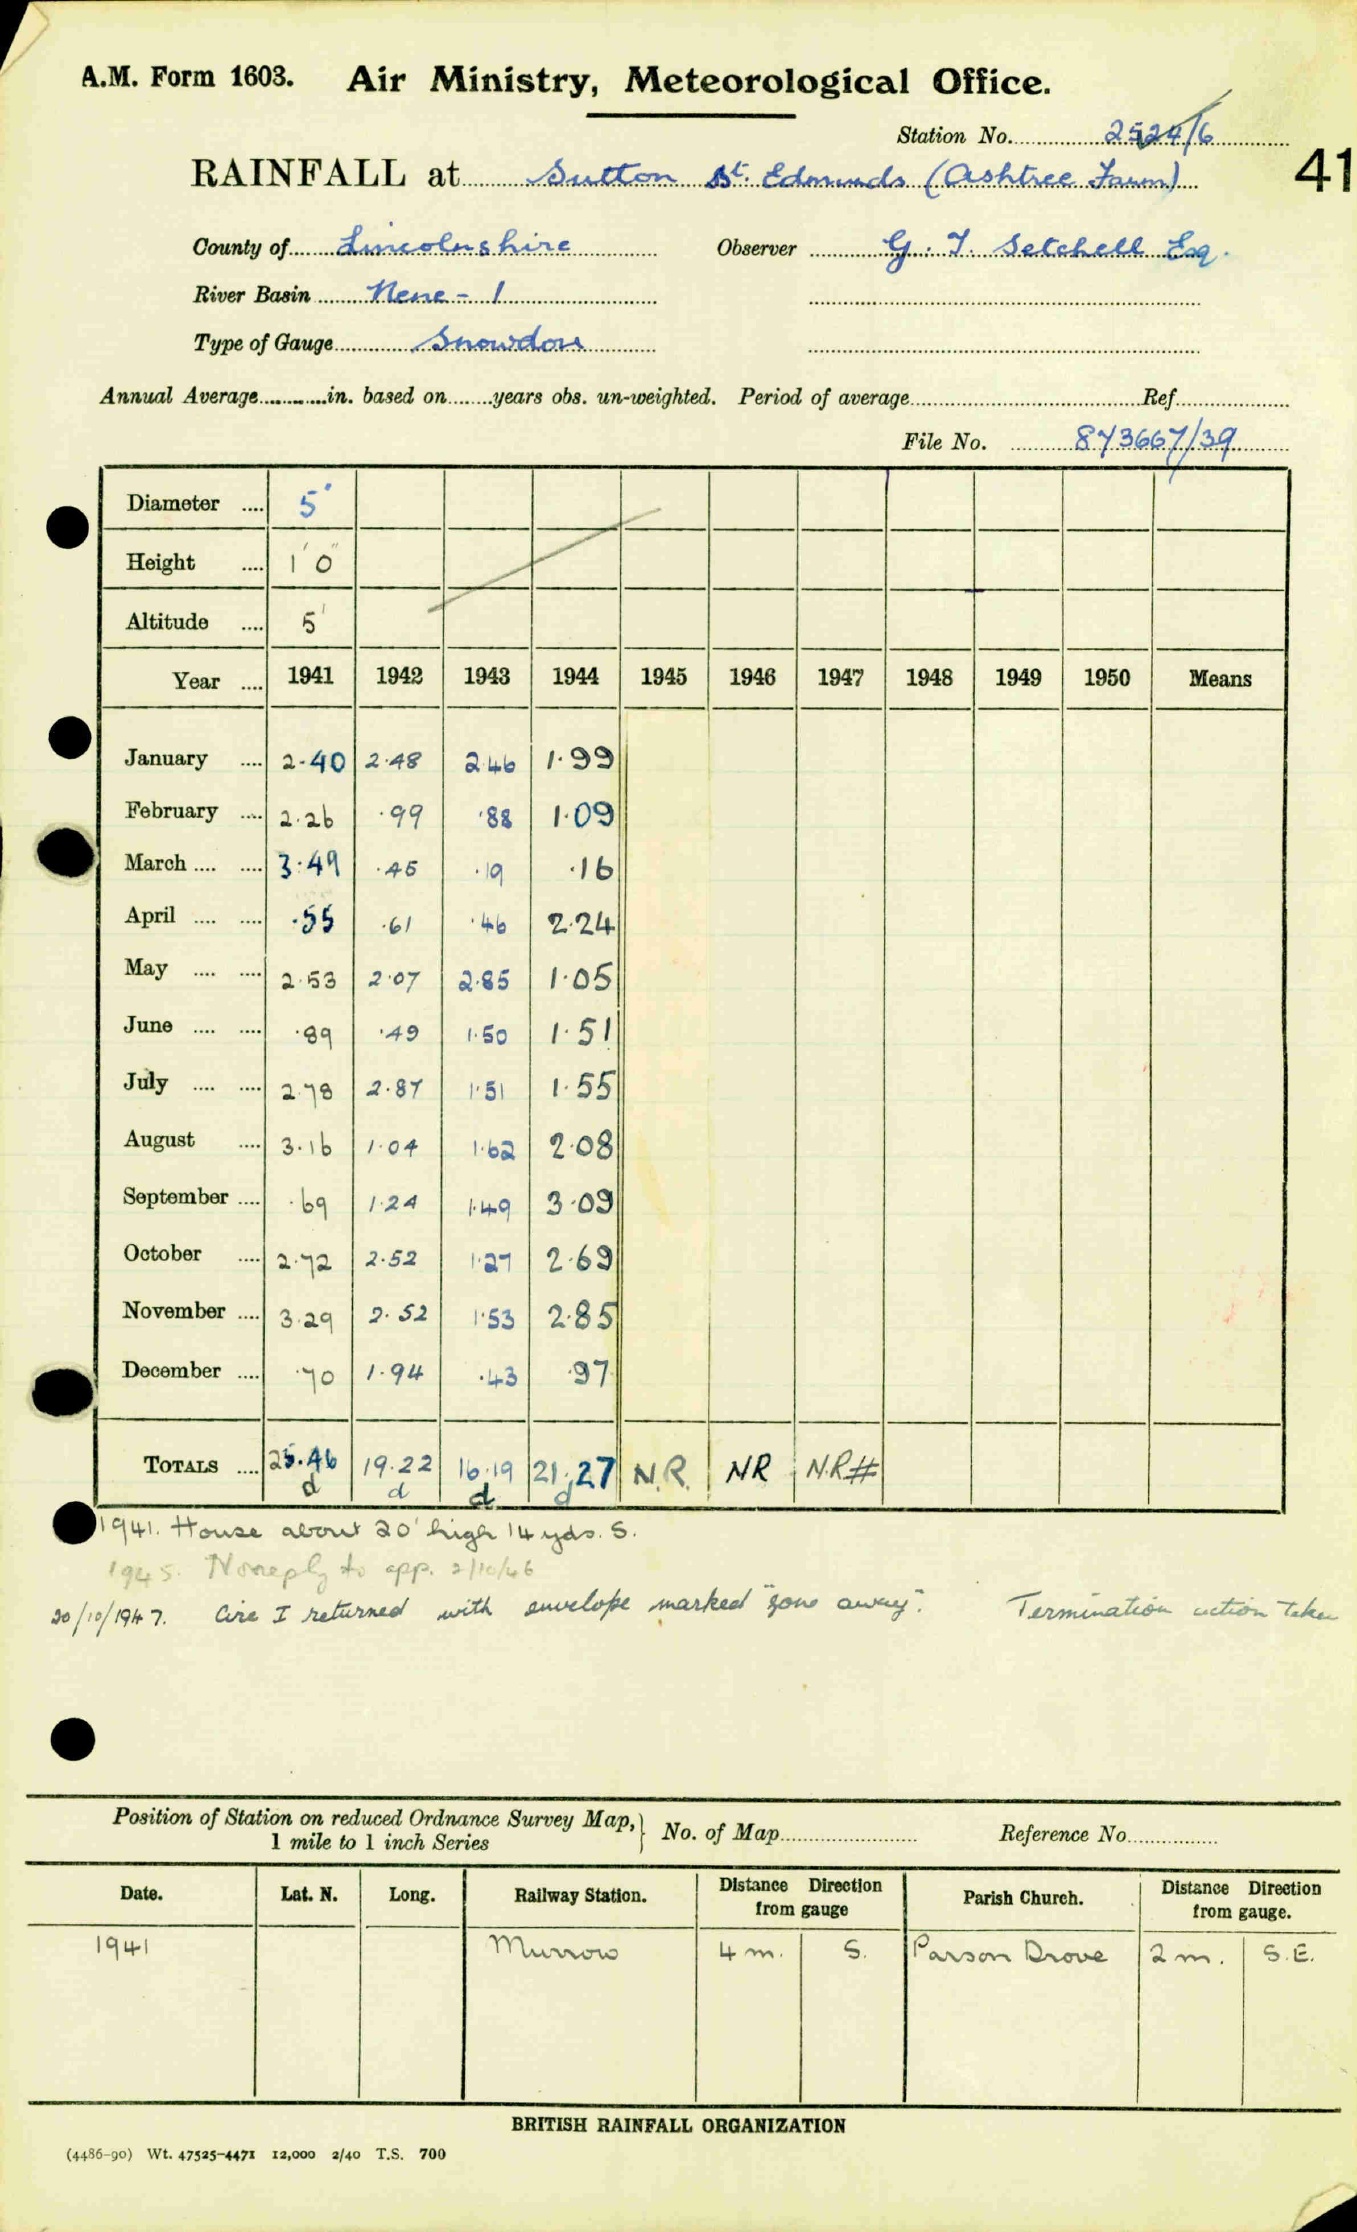 A.M. Form 1603. Air Ministry, Meteorological Office.
Station No. 2524/6
41
RAINFALL at Sutton St. Edmunds (Ashtree Farm)
County of Lincolnshire Observer G. T. Setchell Esq.
River Basin Nene - 1
Type of Gauge Snowdon
Annual Average in. based on years obs. un-weighted. Period of average Ref
File No. 873667/39
Diameter .... 5"
Height .... 1' 0"
Altitude .... 5'
Year .... 1941 1942 1943 1944 1945 1946 1947 1948 1949 1950 Means
January .... 2.40 2.48 2.46 1.99
February .... 2.26 .99 .88 1.09
March .... .... 3.49 .45 .19 .16
April .... .... .55 .61 .46 2.24
May .... .... 2.53 2.07 2.85 1.05
June .... .... .89 .49 1.50 1.51
July .... .... 2.78 2.87 1.51 1.55
August .... 3.16 1.04 1.62 2.08
September .... .69 1.24 1.49 3.09
October .... 2.72 2.52 1.27 2.69
November .... 3.29 2.52 1.53 2.85
December .... .70 1.94 .43 .97
TOTALS .... 25.46 19.22 16.19 21.27 N.R. NR N.R#
d d d d
1941. House about 20' high 14 yds. S.
1945. No reply to app. 2/10/46
20/10/1947. Circ I returned with envelope marked "gone away". Termination action taken
Position of Station on reduced Ordnance Survey Map, } No. of Map Reference No.
1 mile to 1 inch Series
Date. Lat. N. Long. Railway Station. Distance Direction from gauge Parish Church. Distance Direction from gauge.
1941 Murrow 4 m. S. Parson Drove 2 m. S.E.
BRITISH RAINFALL ORGANIZATION
(4486-90) Wt. 47525-4471 12,000 2/40 T.S. 700